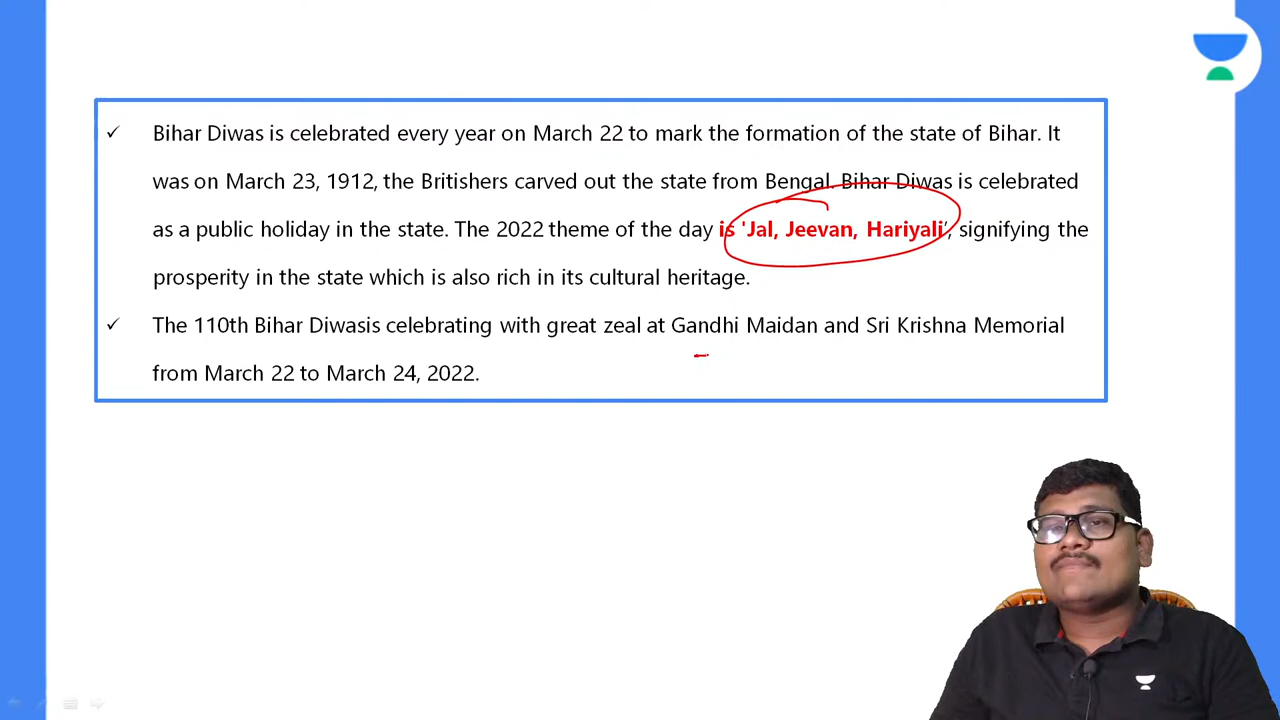 Bihar Diwas is celebrated every year on March 22 to mark the formation of the state of Bihar. It
was on March 23, 1912, the Britishers carved out the state from Bengal. Bihar Diwas is celebrated
as a public holiday in the state. The 2022 theme of the day is 'Jal, Jeevan, Hariyali', signifying the
prosperity in the state which is also rich in its cultural heritage.
The 110th Bihar Diwasis celebrating with great zeal at Gandhi Maidan and Sri Krishna Memorial
from March 22 to March 24, 2022.